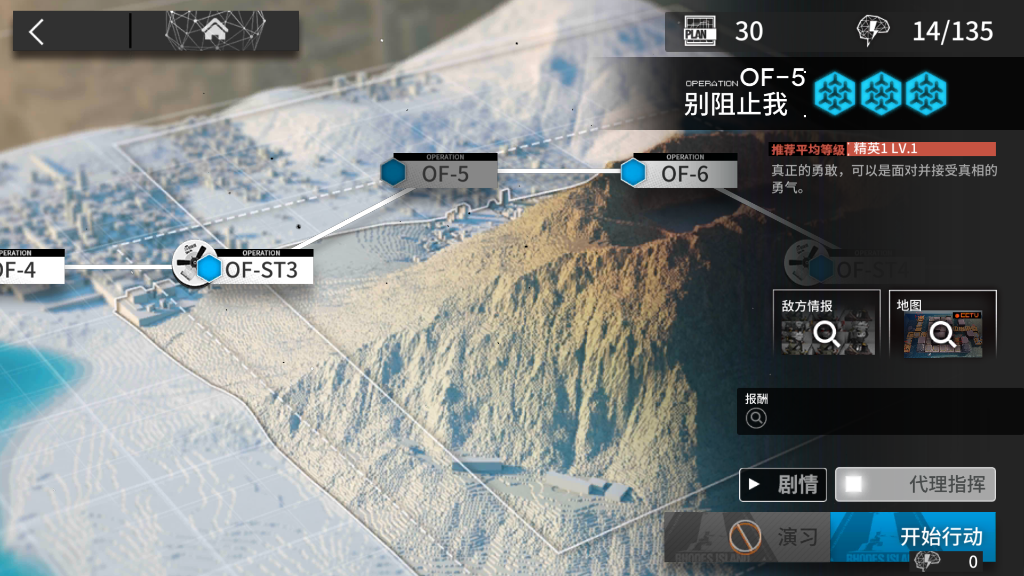 PLAN
30
14/135
OPERATION OF-5
别阻止我
推荐平均等级 精英1 LV.1
真正的勇敢，可以是面对并接受真相的
勇气。
OPERATION
OF-5
OPERATION
OF-6
OPERATION
OF-4
OPERATION
OF-ST3
敌方情报
地图
CCTV
报酬
剧情
代理指挥
演习
开始行动
0